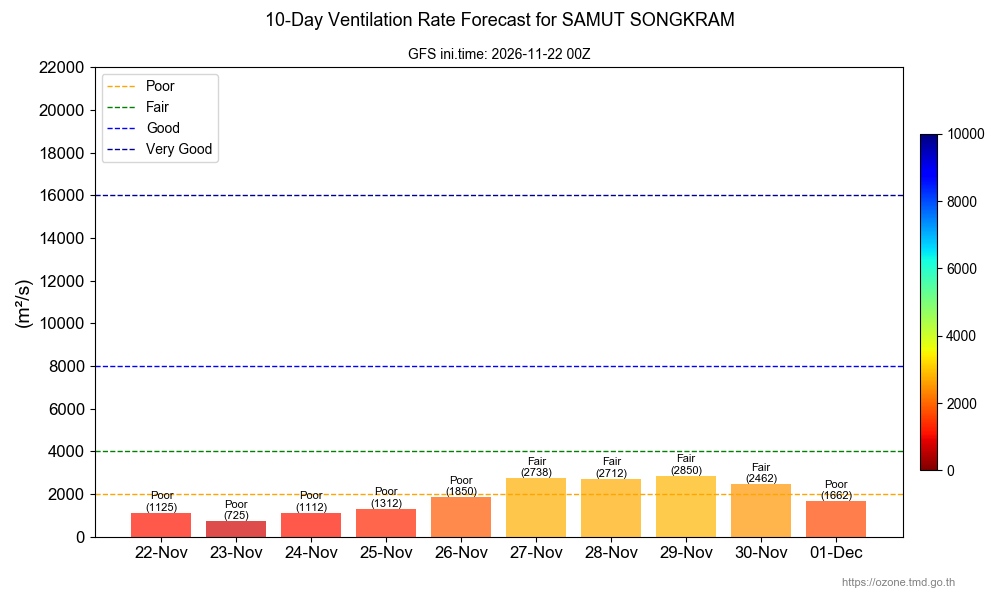 10-Day Ventilation Rate Forecast for SAMUT SONGKRAM
GFS ini.time: 2026-11-22 00Z
(m²/s)
22000
20000
18000
16000
14000
12000
10000
8000
6000
4000
2000
0
Poor
Fair
Good
Very Good
Poor
(1125)
Poor
(725)
Poor
(1112)
Poor
(1312)
Poor
(1850)
Fair
(2738)
Fair
(2712)
Fair
(2850)
Fair
(2462)
Poor
(1662)
22-Nov 23-Nov 24-Nov 25-Nov 26-Nov 27-Nov 28-Nov 29-Nov 30-Nov 01-Dec
10000
8000
6000
4000
2000
0
https://ozone.tmd.go.th